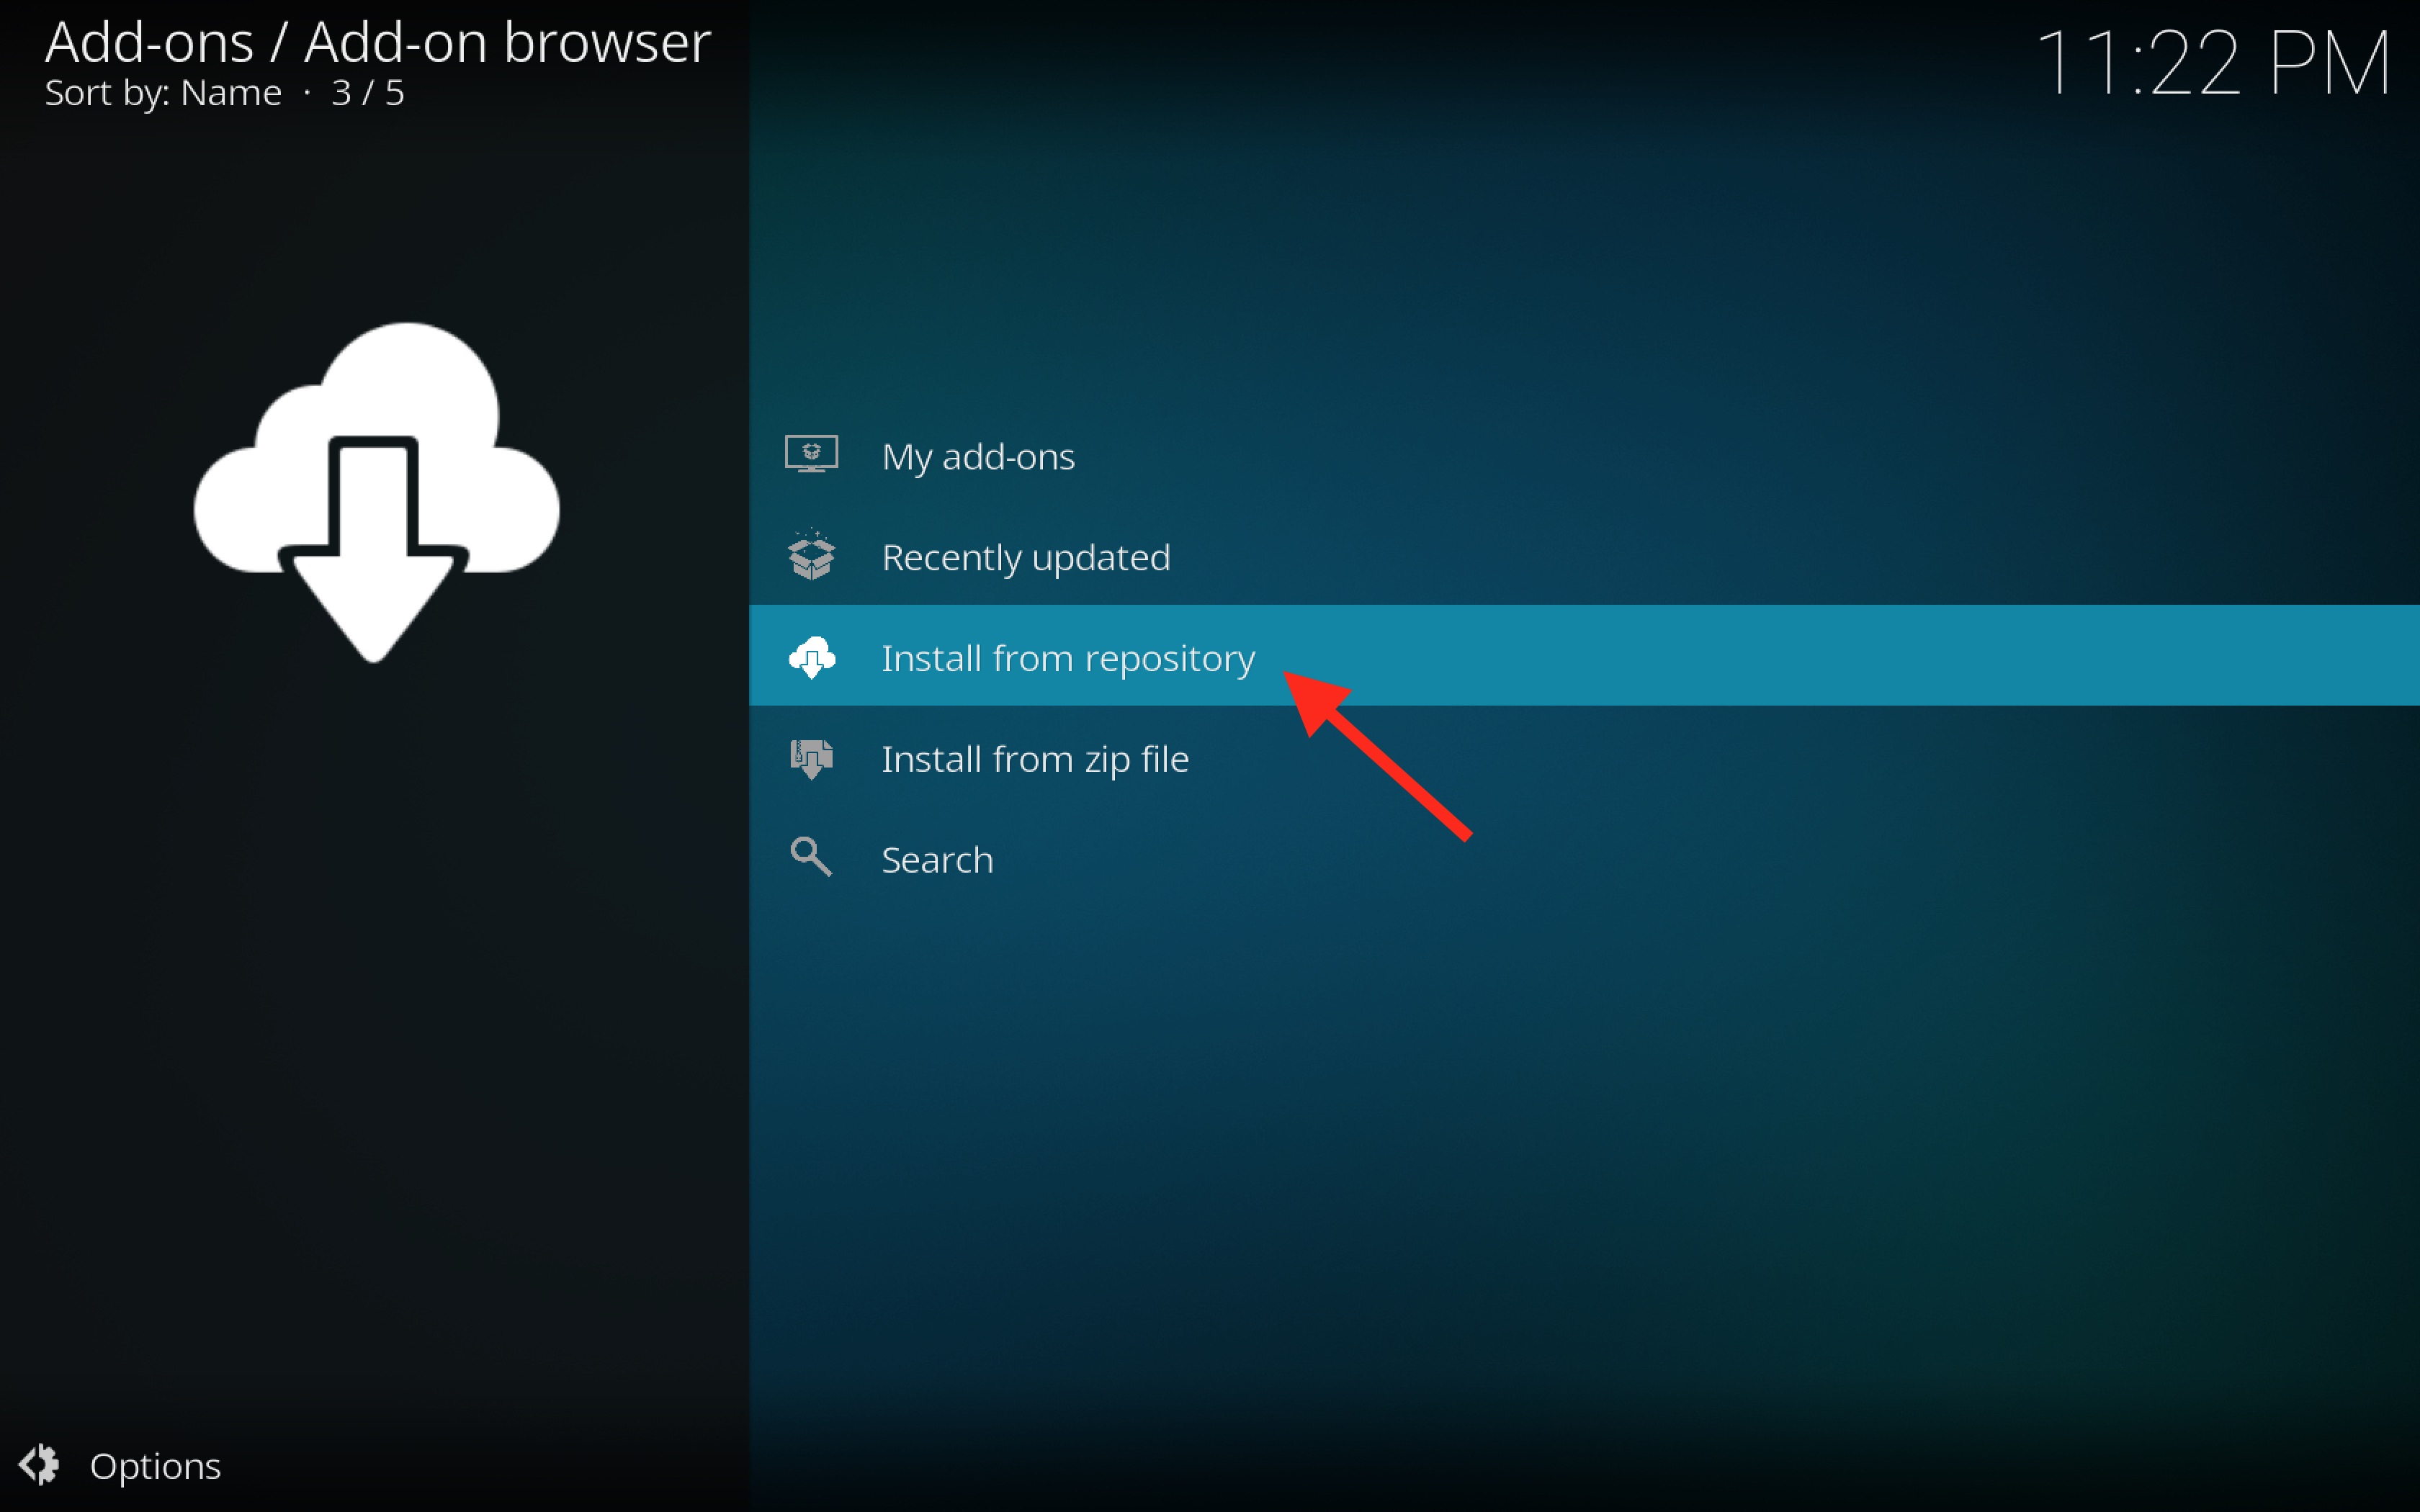 Add-ons / Add-on browser
Sort by: Name · 3 / 5
11:22 PM
My add-ons
Recently updated
Install from repository
Install from zip file
Search
Options